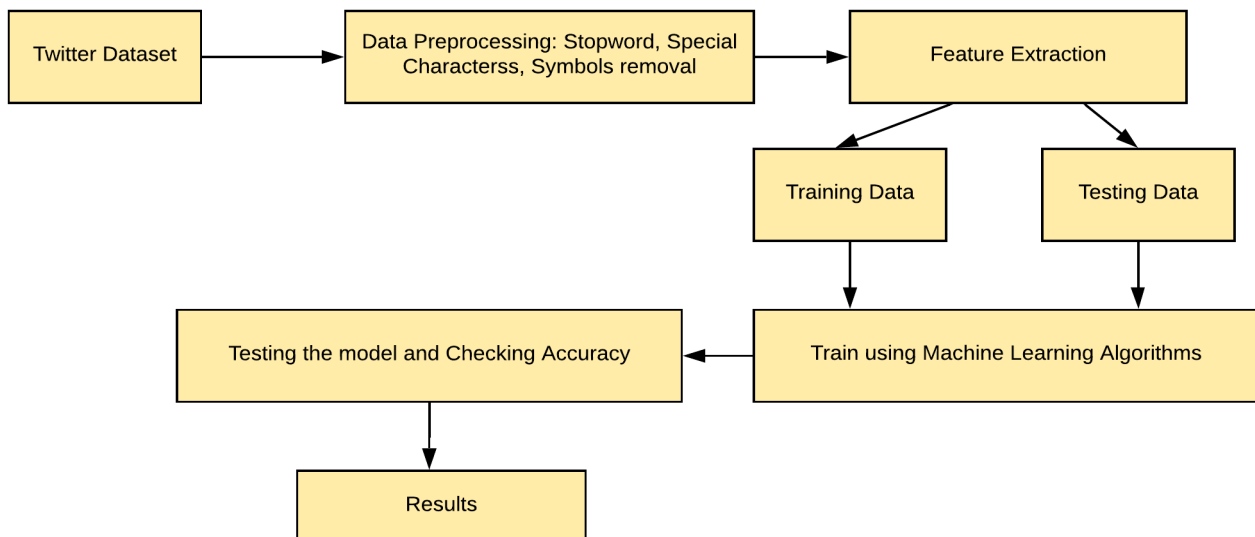 Twitter Dataset
Data Preprocessing: Stopword, Special
Characterss, Symbols removal
Feature Extraction
Training Data
Testing Data
Train using Machine Learning Algorithms
Testing the model and Checking Accuracy
Results